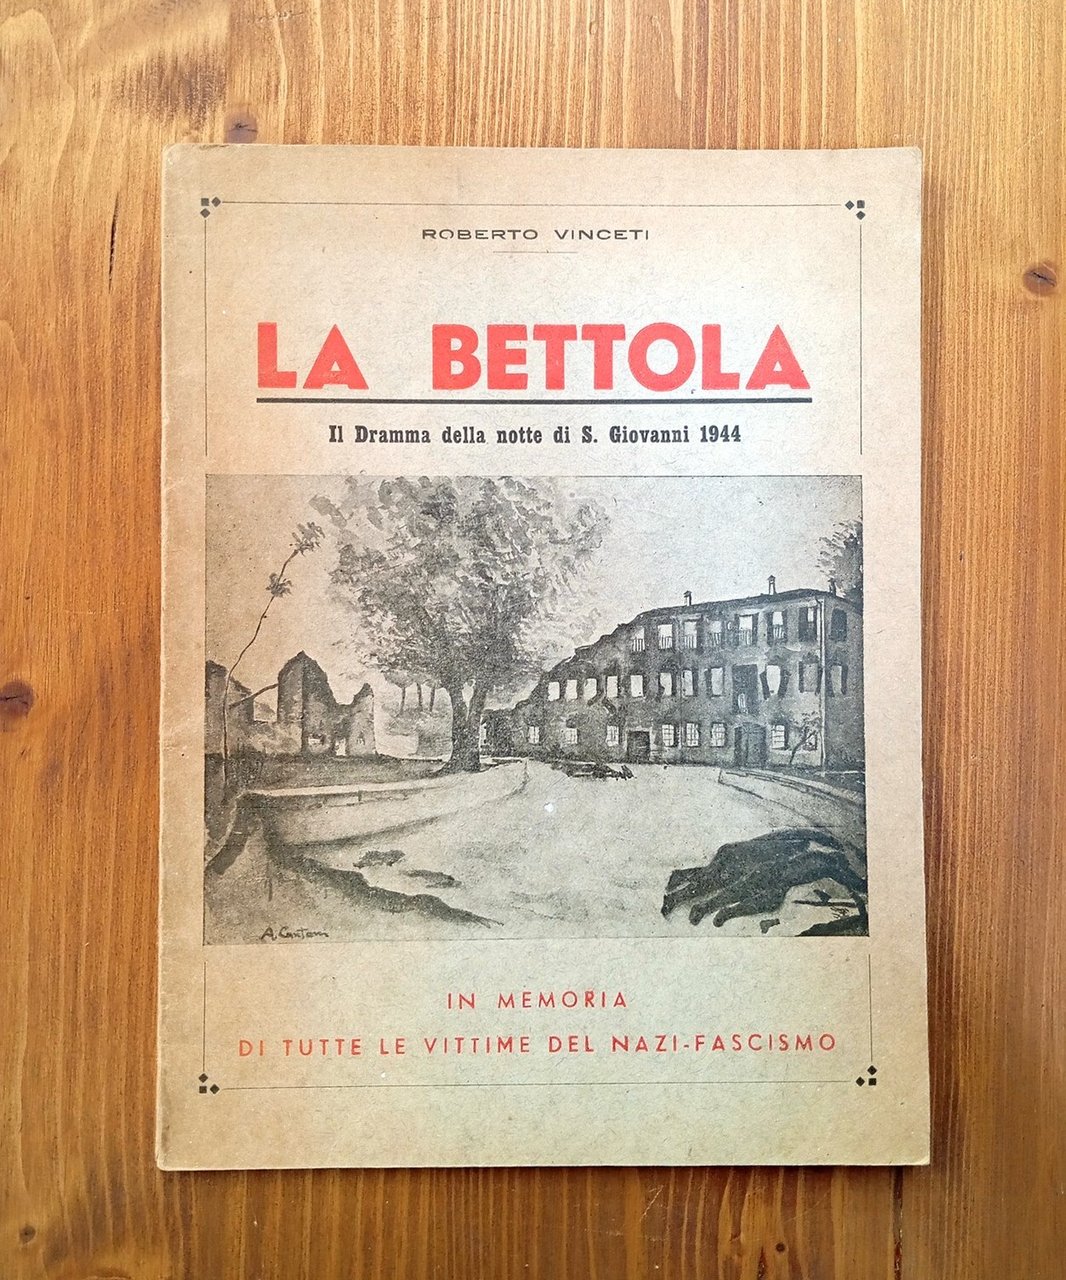 ROBERTO VINCETI
LA BETTOLA
Il Dramma della notte di S. Giovanni 1944
A. Cantani
IN MEMORIA
DI TUTTE LE VITTIME DEL NAZI-FASCISMO